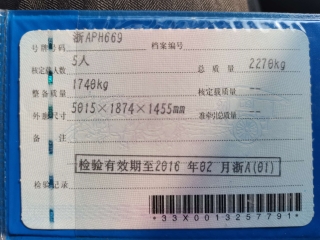 号牌号码 浙APH669 档案编号
核定载人数 5人 总质量 2270kg
整备质量 1740kg 核定载质量 --
外廓尺寸 5015×1874×1455mm 准牵引总质量 --
备注
检验有效期至2016年02月浙A(01)
检验记录
*33X0013257791*